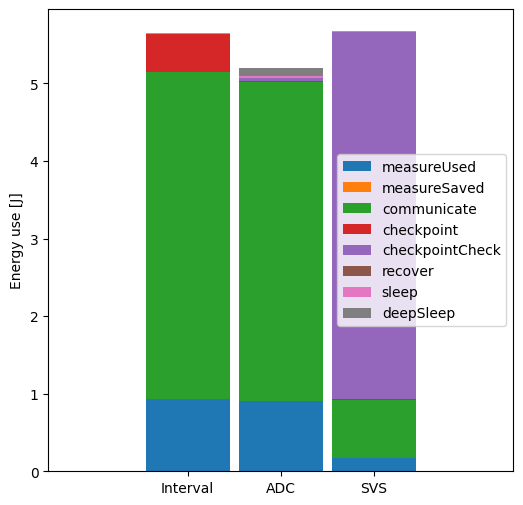 Energy use [J]
5
4
3
2
1
0
measureUsed
measureSaved
communicate
checkpoint
checkpointCheck
recover
sleep
deepSleep
Interval
ADC
SVS